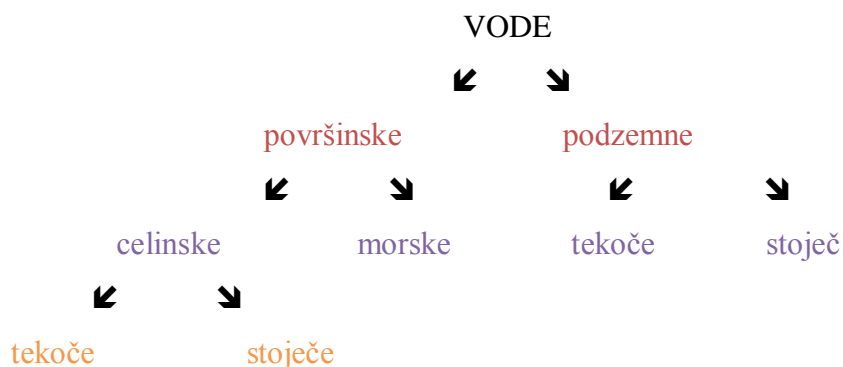 VODE
površinske podzemne
celinske morske tekoče stoječ
tekoče stoječe